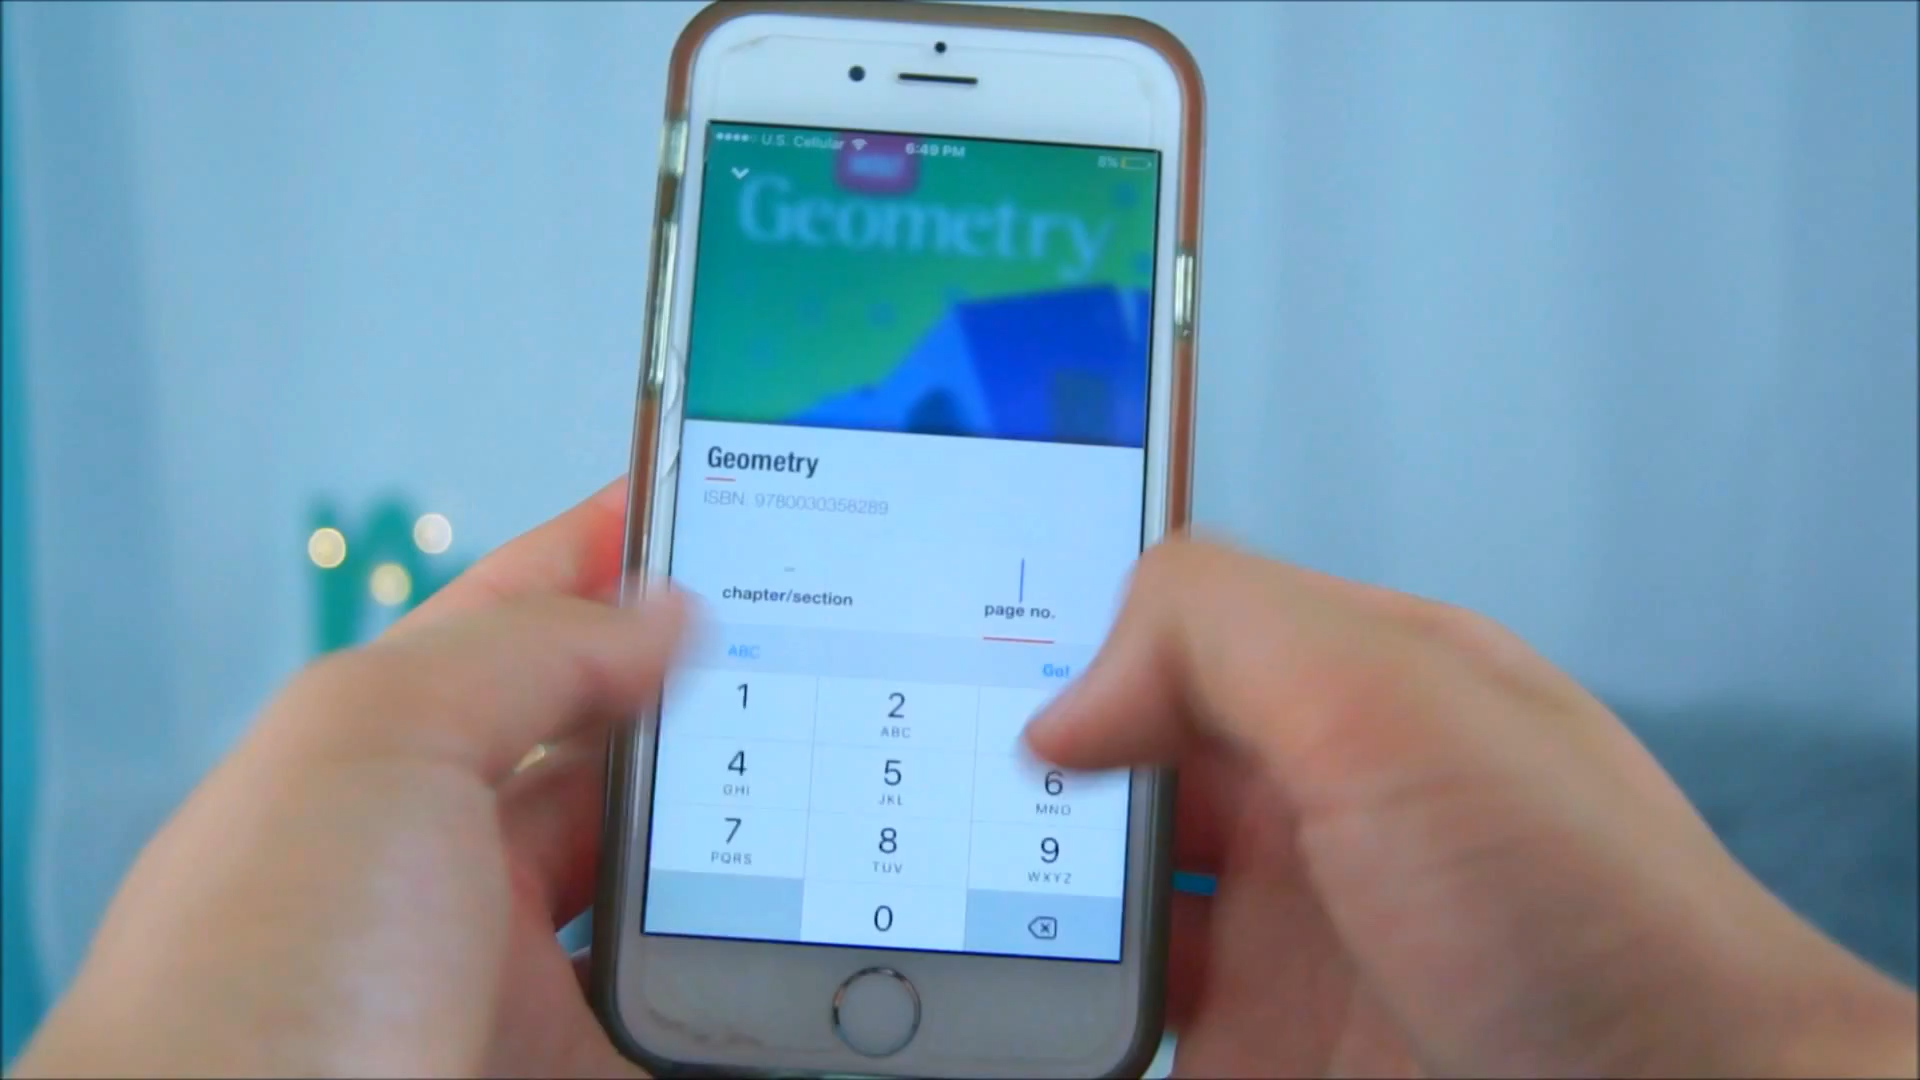 U.S. Cellular 6:49 PM 8%
Geometry
Geometry
ISBN: 9780030358289
chapter/section
page no.
ABC Go!
1 2
ABC
4 5 6
GHI JKL MNO
7 8 9
PQRS TUV WXYZ
0